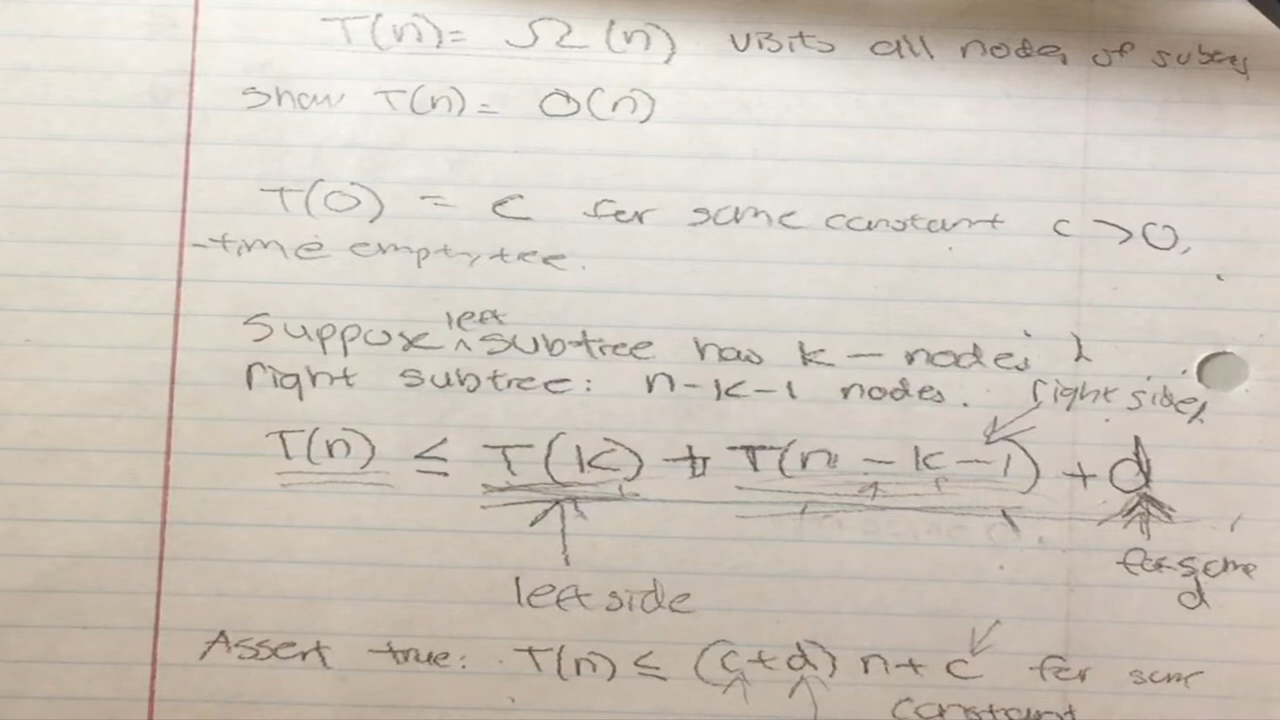 T(n) = Ω(n) visits all nodes of subtree
show T(n) = O(n)
T(0) = c for some constant c > 0,
-time empty tree.
left
Suppose ^ subtree has k - nodes &
right subtree: n-k-1 nodes. right side,
T(n) ≤ T(k) + T(n - k - 1) + d
for some
d
left side
Assert true: T(n) ≤ (c+d) n + c for some
constant